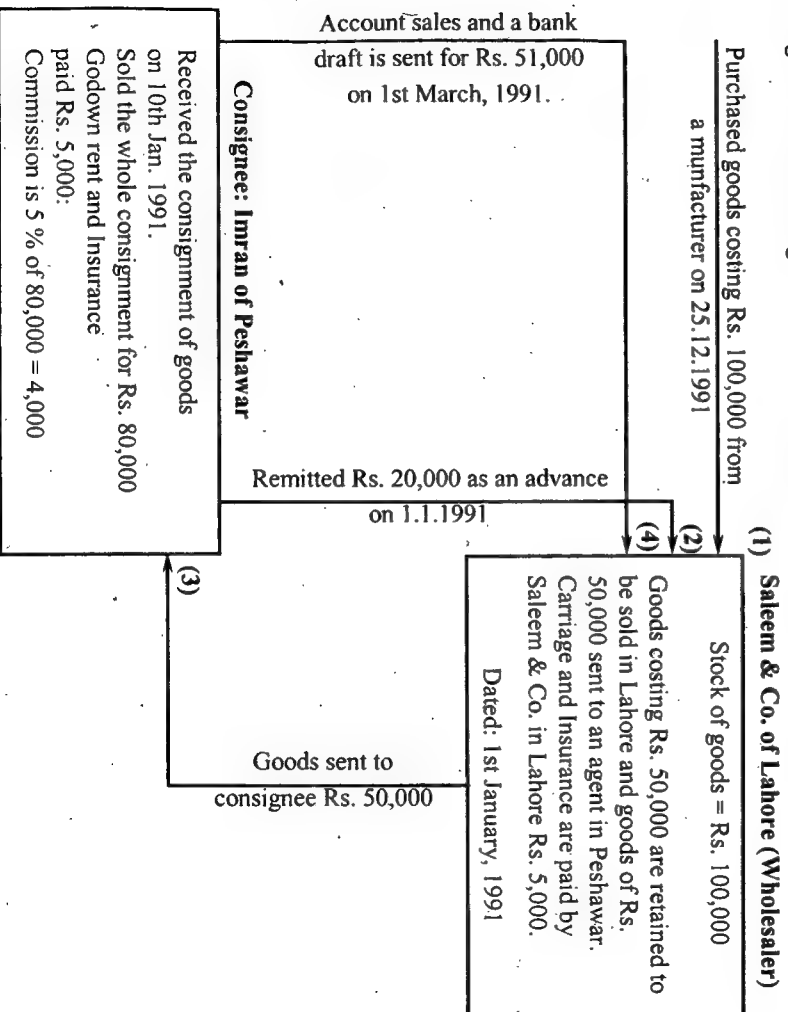 Purchased goods costing Rs. 100,000 from
a munfacturer on 25.12.1991
(1) Saleem & Co. of Lahore (Wholesaler)
Stock of goods = Rs. 100,000
(2)
(4)
Goods costing Rs. 50,000 are retained to
be sold in Lahore and goods of Rs.
50,000 sent to an agent in Peshawar.
Carriage and Insurance are paid by
Saleem & Co. in Lahore Rs. 5,000.
Dated: 1st January, 1991
Account sales and a bank
draft is sent for Rs. 51,000
on 1st March, 1991.
Remitted Rs. 20,000 as an advance
on 1.1.1991
Goods sent to
consignee Rs. 50,000
(3)
Consignee: Imran of Peshawar
Received the consignment of goods
on 10th Jan. 1991.
Sold the whole consignment for Rs. 80,000
Godown rent and Insurance
paid Rs. 5,000:
Commission is 5 % of 80,000 = 4,000